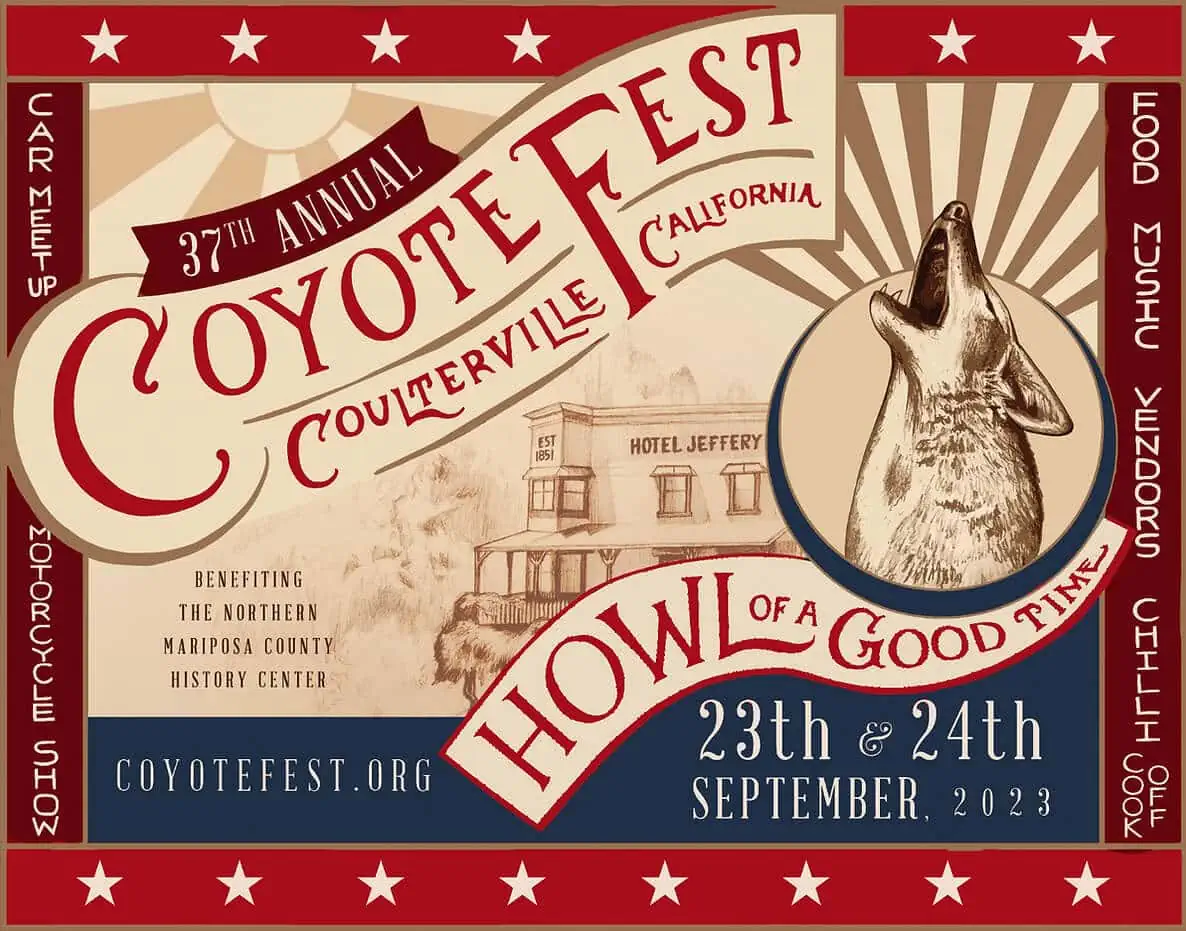 37TH ANNUAL
COYOTE FEST
COULTERVILLE CALIFORNIA
CAR MEET UP
MOTORCYCLE SHOW
EST
1851
HOTEL JEFFERY
BENEFITING
THE NORTHERN
MARIPOSA COUNTY
HISTORY CENTER
HOWL OF A GOOD TIME
COYOTEFEST.ORG
23th & 24th
SEPTEMBER, 2023
FOOD MUSIC VENDORS CHILLI COOK OFF